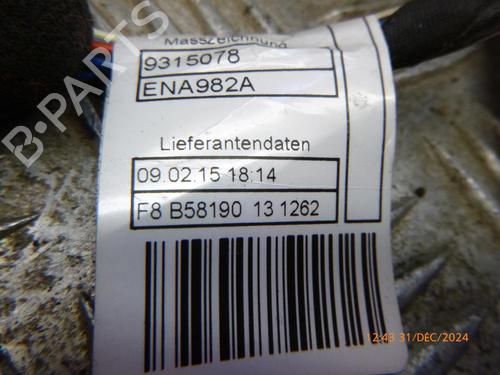 Masszeichnung
9315078
ENA982A
Lieferantendaten
09.02.15 18:14
F8 B58190 13 1262
B-PARTS
12:48 31/DEC/2024